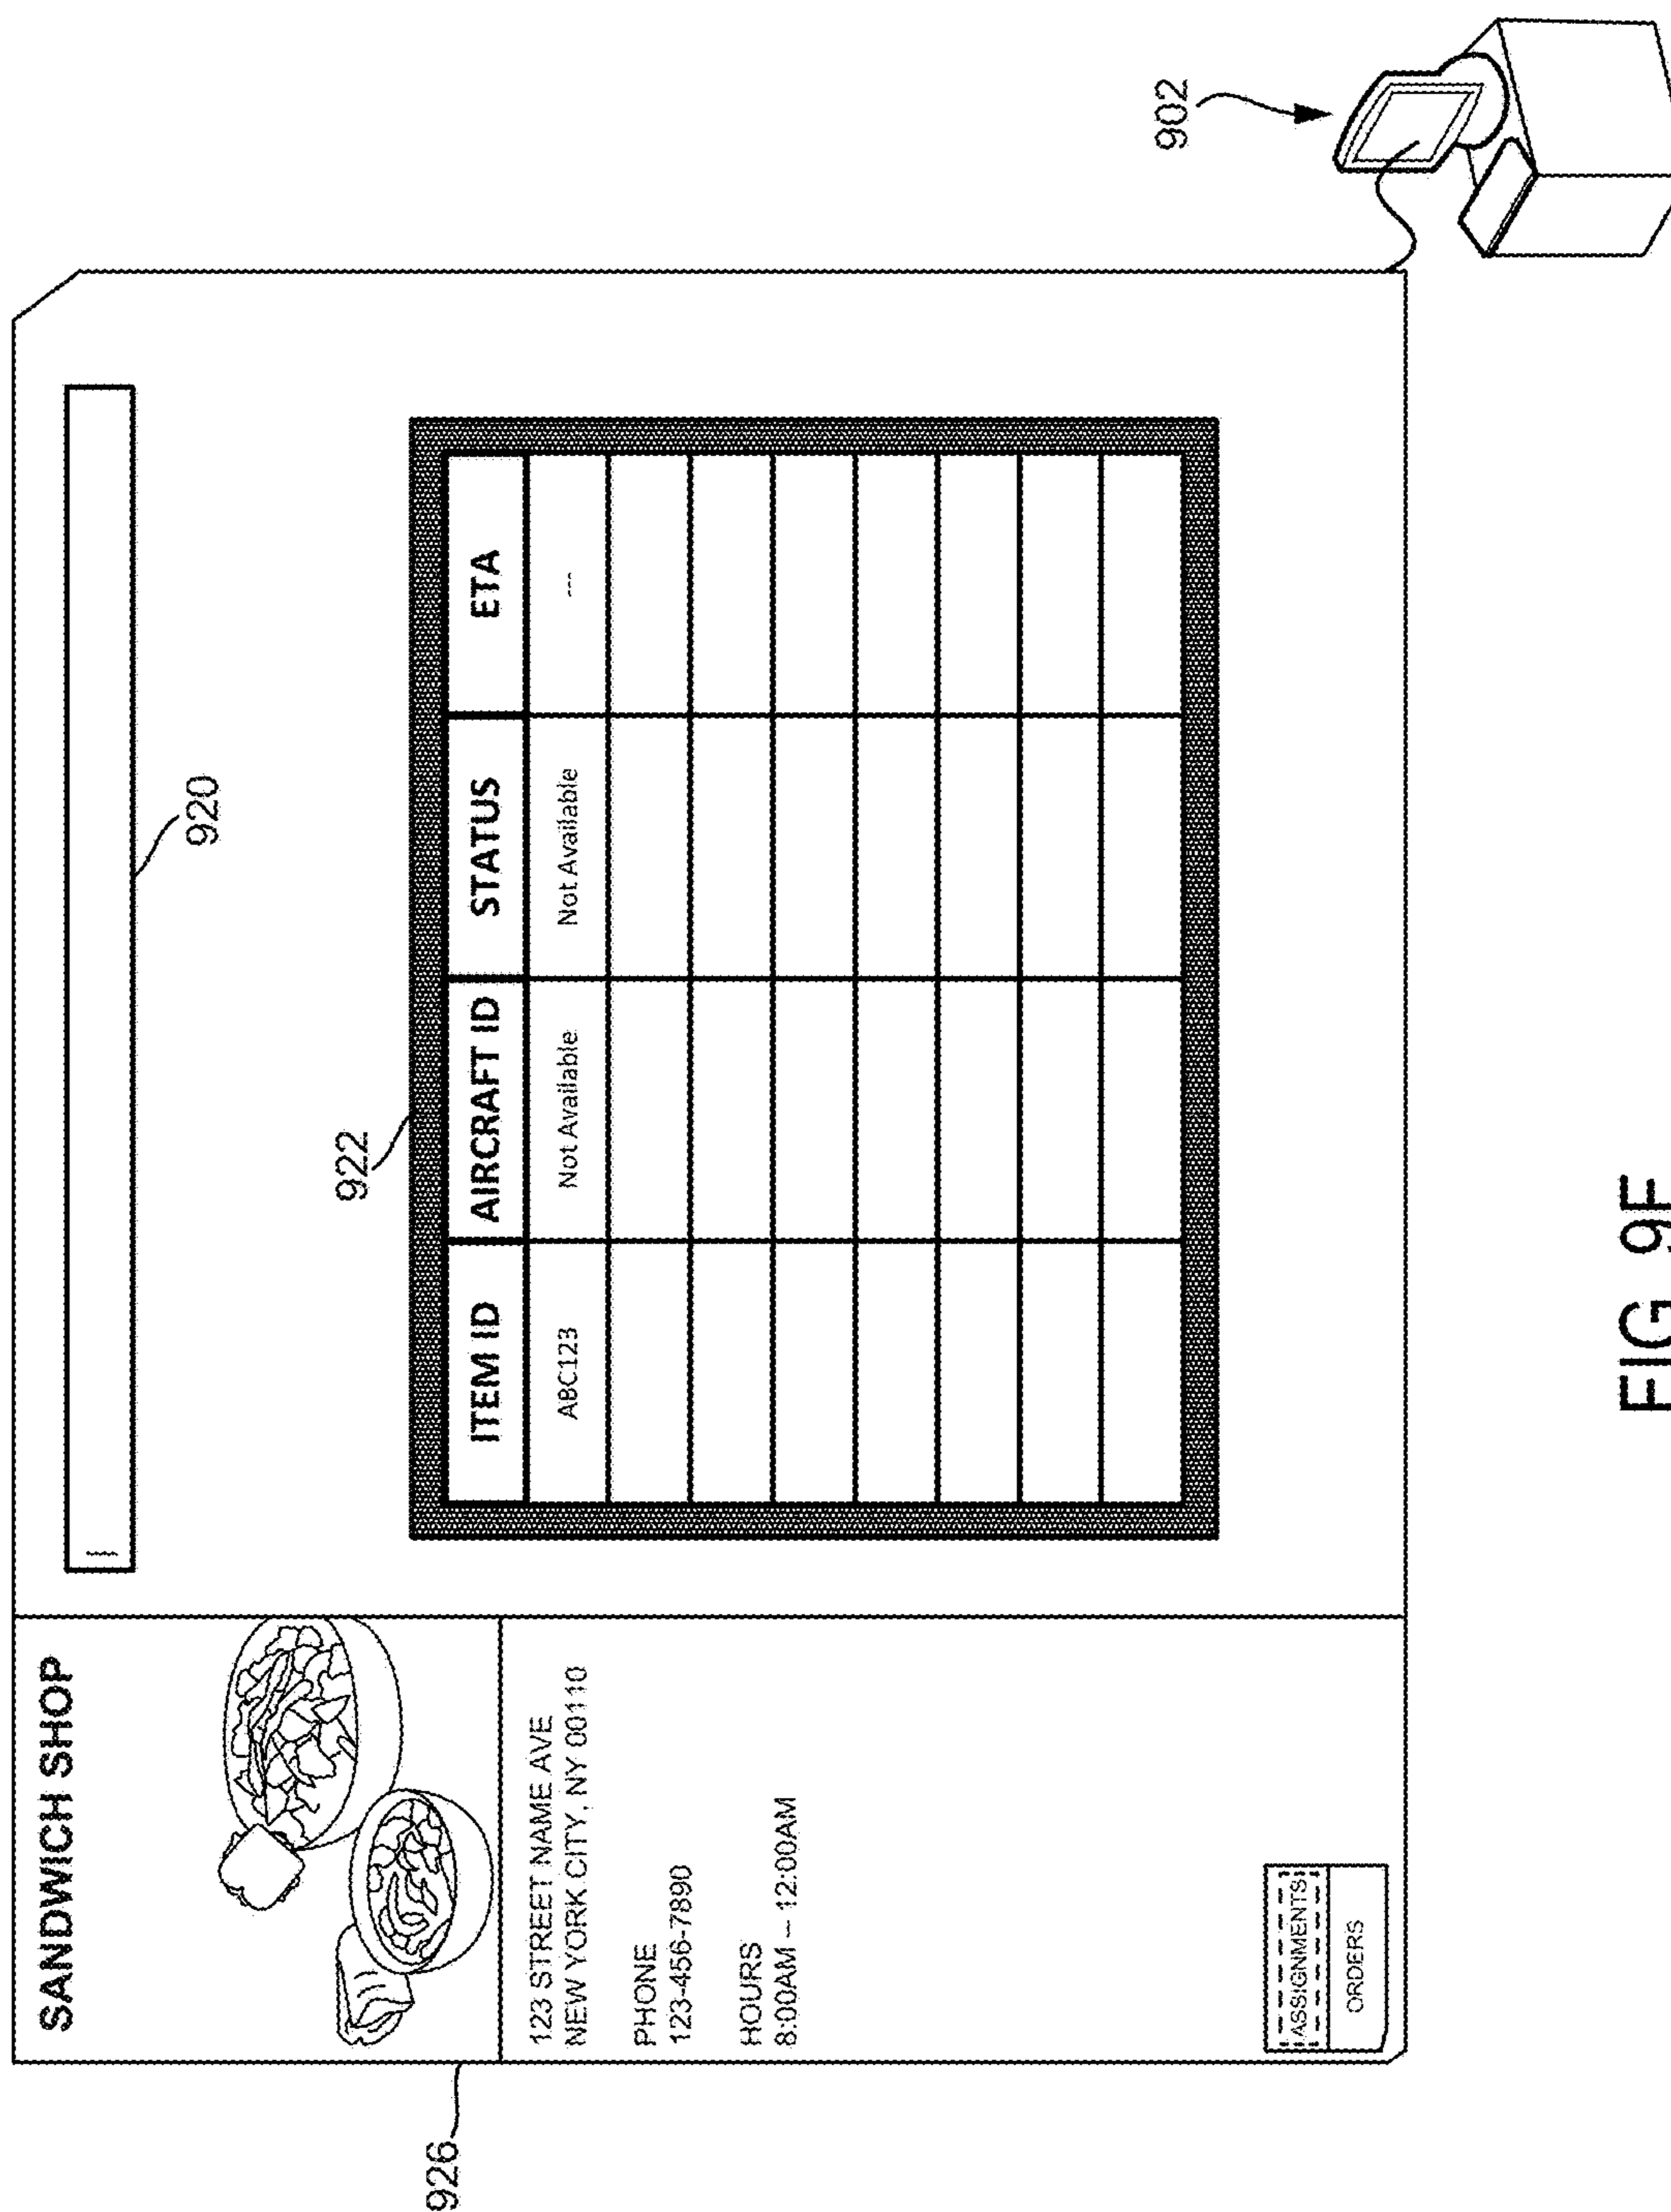 SANDWICH SHOP
926
123 STREET NAME AVE
NEW YORK CITY, NY 00110
PHONE
123-456-7890
HOURS
8:00AM – 12:00AM
ASSIGNMENTS
ORDERS
920
922
ITEM ID AIRCRAFT ID STATUS ETA
ABC123 Not Available Not Available ---
902
FIG